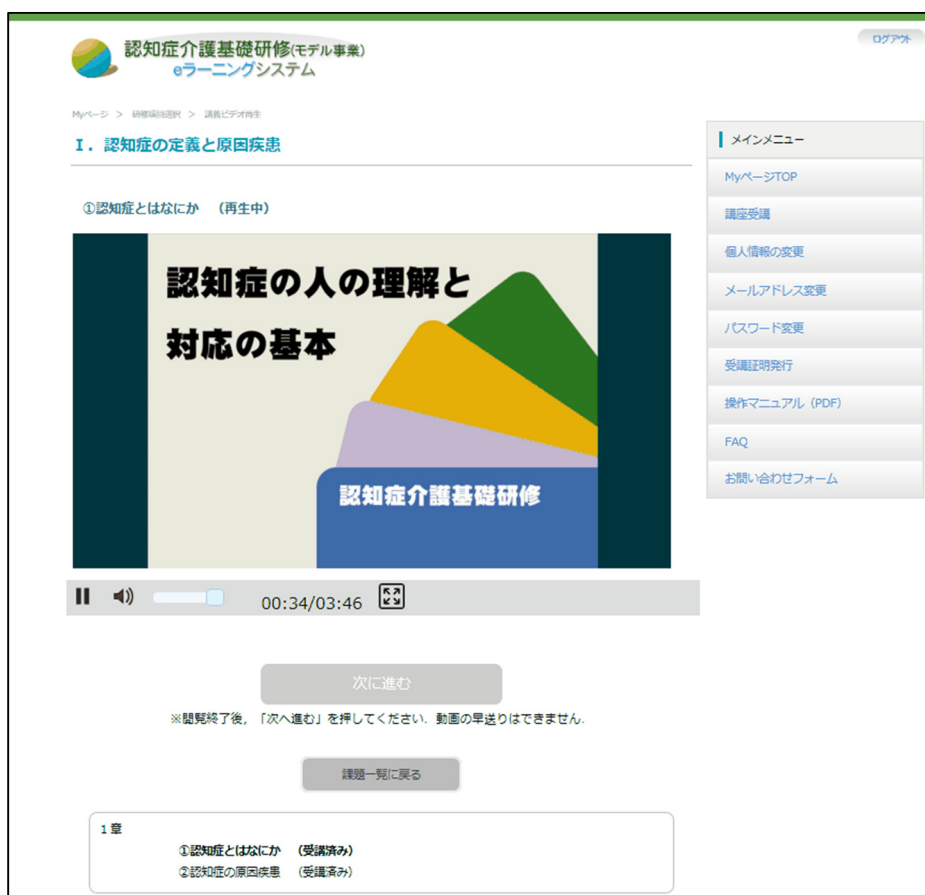 認知症介護基礎研修(モデル事業)
eラーニングシステム
ログアウト
Myページ > 研修項目選択 > 講義ビデオ再生
Ⅰ. 認知症の定義と原因疾患
①認知症とはなにか （再生中）
認知症の人の理解と
対応の基本
認知症介護基礎研修
00:34/03:46
次に進む
※閲覧終了後, 「次へ進む」を押してください. 動画の早送りはできません.
課題一覧に戻る
1章
①認知症とはなにか （受講済み）
②認知症の原因疾患 （受講済み）
メインメニュー
MyページTOP
講座受講
個人情報の変更
メールアドレス変更
パスワード変更
受講証明発行
操作マニュアル（PDF）
FAQ
お問い合わせフォーム